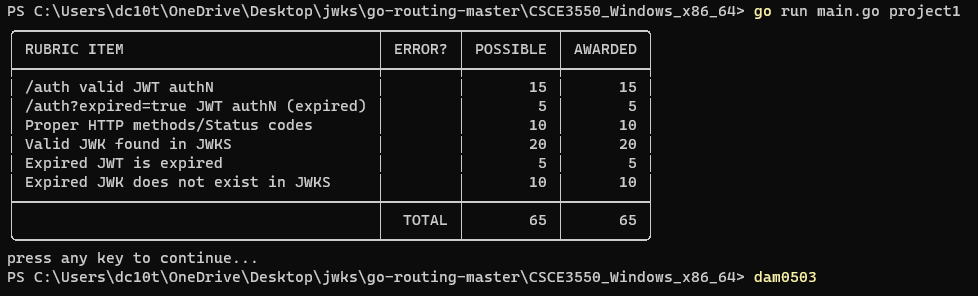 PS C:\Users\dc10t\OneDrive\Desktop\jwks\go-routing-master\CSCE3550_Windows_x86_64> go run main.go project1
RUBRIC ITEM ERROR? POSSIBLE AWARDED
/auth valid JWT authN 15 15
/auth?expired=true JWT authN (expired) 5 5
Proper HTTP methods/Status codes 10 10
Valid JWK found in JWKS 20 20
Expired JWT is expired 5 5
Expired JWK does not exist in JWKS 10 10
TOTAL 65 65
press any key to continue...
PS C:\Users\dc10t\OneDrive\Desktop\jwks\go-routing-master\CSCE3550_Windows_x86_64> dam0503